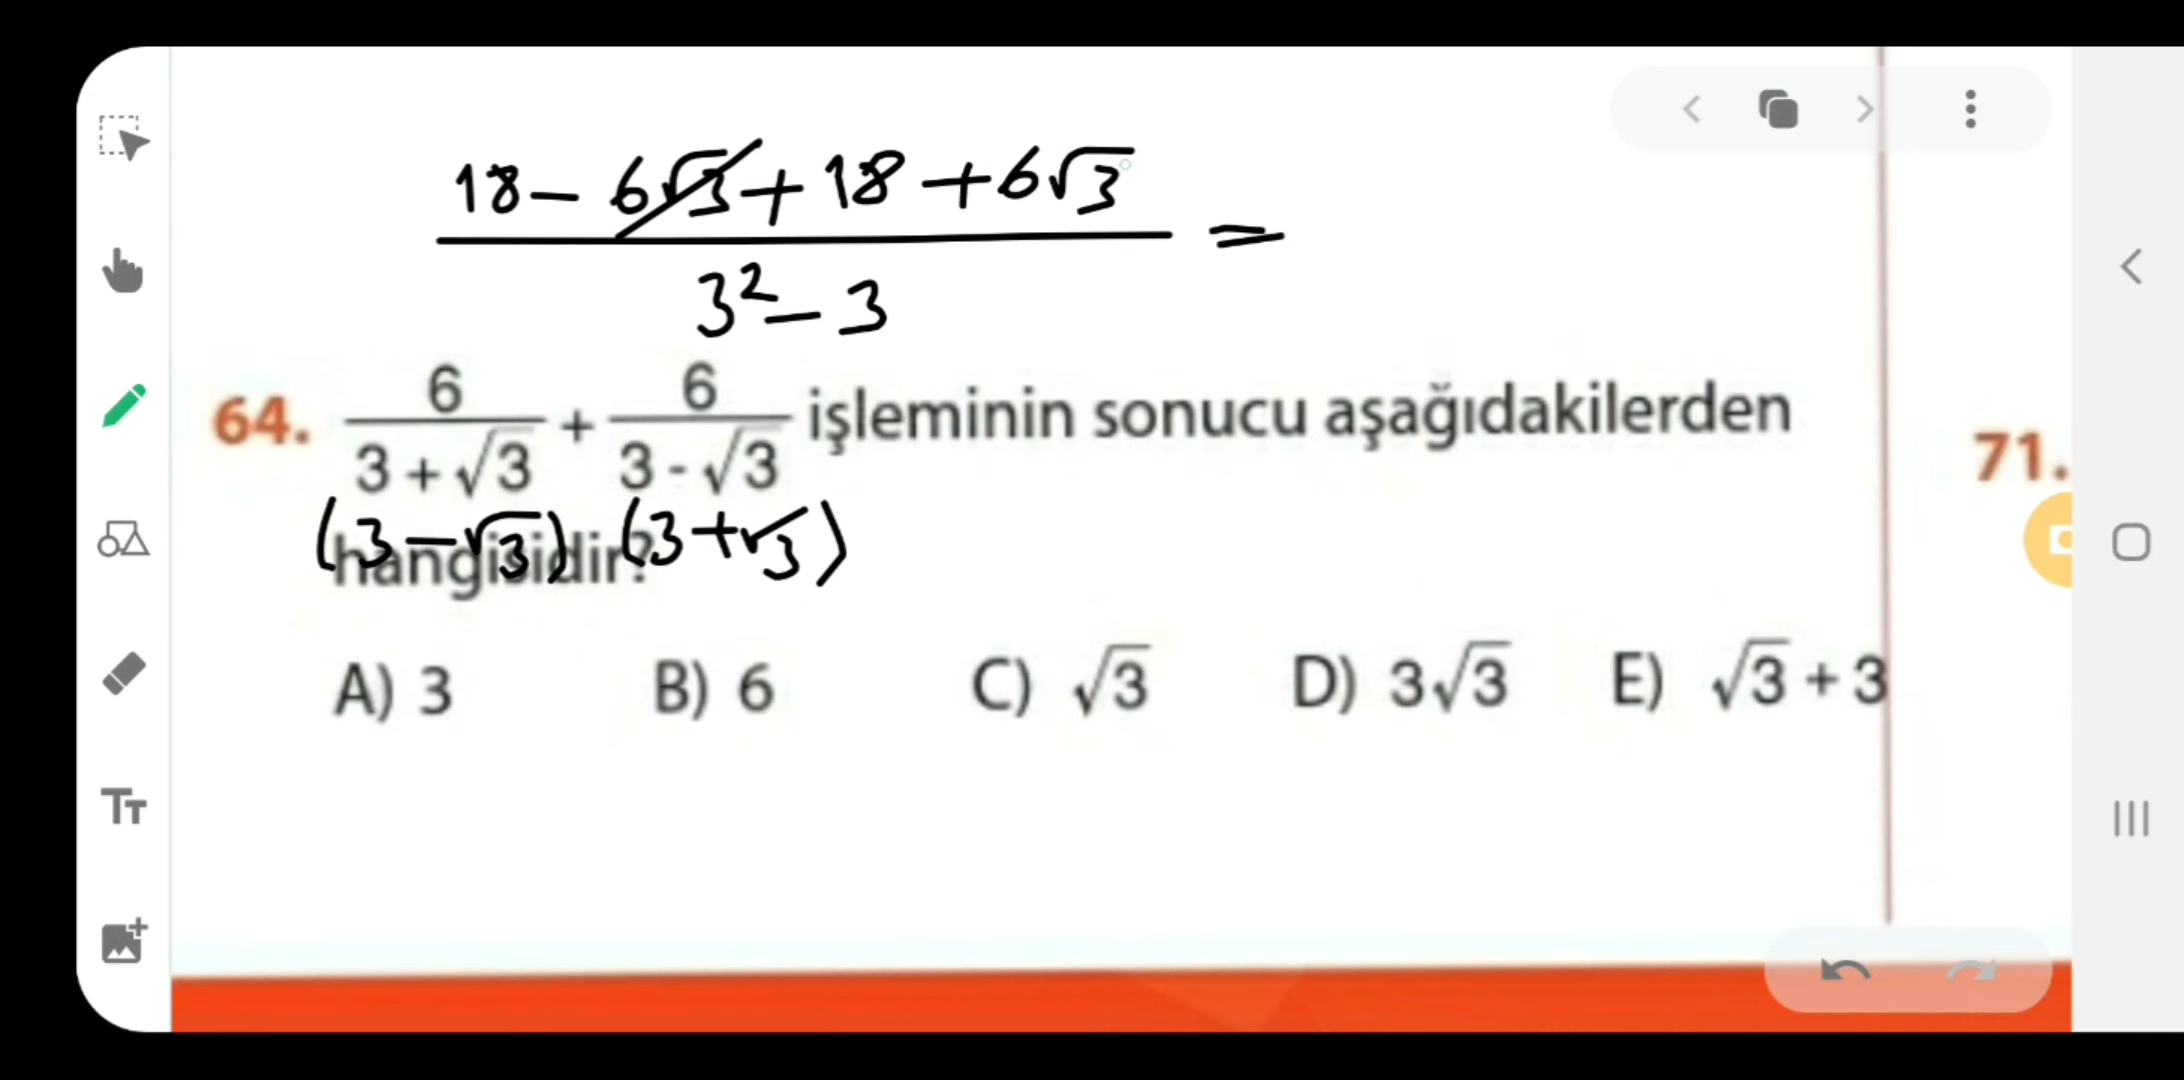 18 - 6√3 + 18 + 6√3 =
3² - 3
64. 6/(3 + √3) + 6/(3 - √3) işleminin sonucu aşağıdakilerden
(3 - √3) (3 + √3)
hangisidir?
A) 3 B) 6 C) √3 D) 3√3 E) √3 + 3
71.
Tт